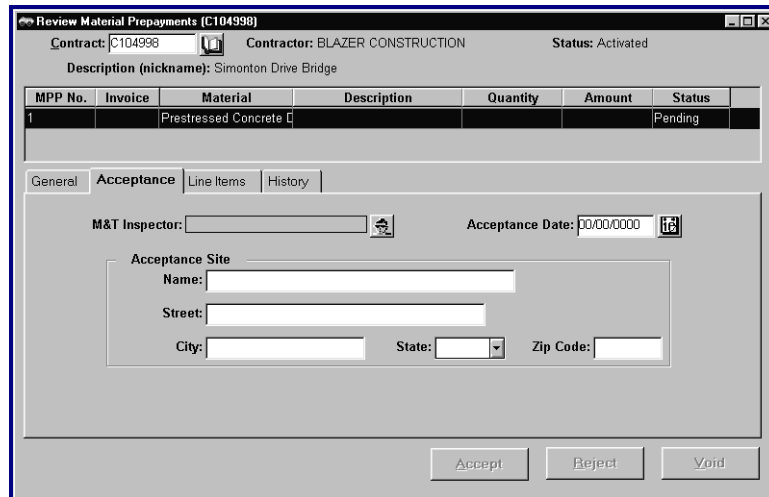 Review Material Prepayments (C104998)
Contract: C104998 Contractor: BLAZER CONSTRUCTION Status: Activated
Description (nickname): Simonton Drive Bridge
MPP No. Invoice Material Description Quantity Amount Status
1 Prestressed Concrete D Pending
General Acceptance Line Items History
M&T Inspector: Acceptance Date: 00/00/0000
Acceptance Site
Name:
Street:
City: State: Zip Code:
Accept Reject Void